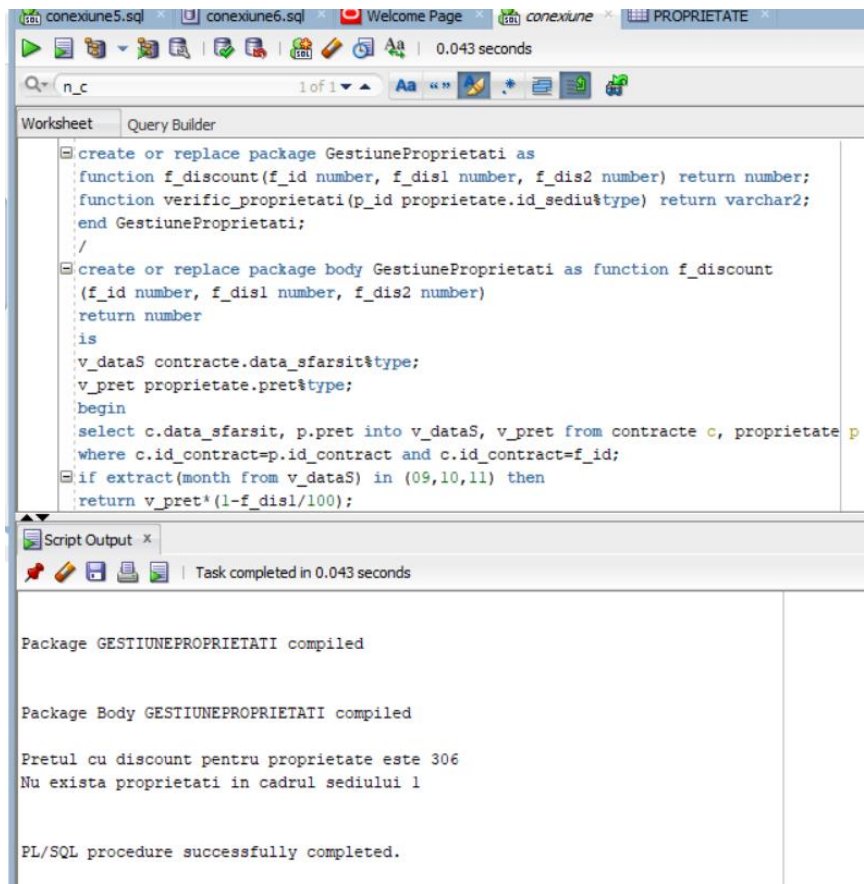 conexiune5.sql conexiune6.sql Welcome Page conexiune PROPRIETATE
0.043 seconds
n_c 1 of 1 Aa “” .*
Worksheet Query Builder
create or replace package GestiuneProprietati as
function f_discount(f_id number, f_dis1 number, f_dis2 number) return number;
function verific_proprietati(p_id proprietate.id_sediu%type) return varchar2;
end GestiuneProprietati;
/
create or replace package body GestiuneProprietati as function f_discount
(f_id number, f_dis1 number, f_dis2 number)
return number
is
v_dataS contracte.data_sfarsit%type;
v_pret proprietate.pret%type;
begin
select c.data_sfarsit, p.pret into v_dataS, v_pret from contracte c, proprietate p
where c.id_contract=p.id_contract and c.id_contract=f_id;
if extract(month from v_dataS) in (09,10,11) then
return v_pret*(1-f_dis1/100);
Script Output x
Task completed in 0.043 seconds
Package GESTIUNEPROPRIETATI compiled
Package Body GESTIUNEPROPRIETATI compiled
Pretul cu discount pentru proprietate este 306
Nu exista proprietati in cadrul sediului 1
PL/SQL procedure successfully completed.